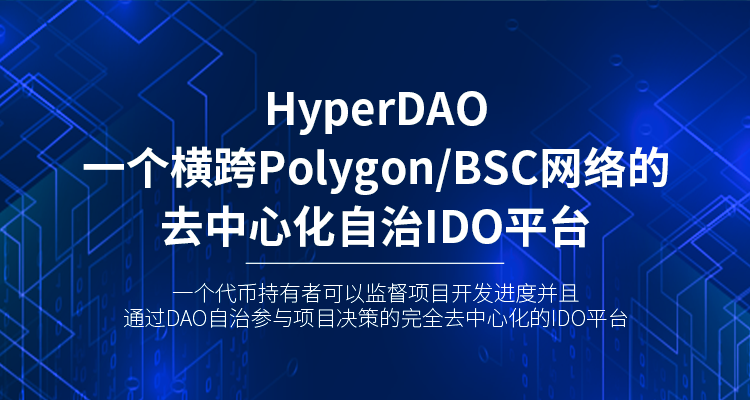 HyperDAO
一个横跨Polygon/BSC网络的
去中心化自治IDO平台
一个代币持有者可以监督项目开发进度并且
通过DAO自治参与项目决策的完全去中心化的IDO平台